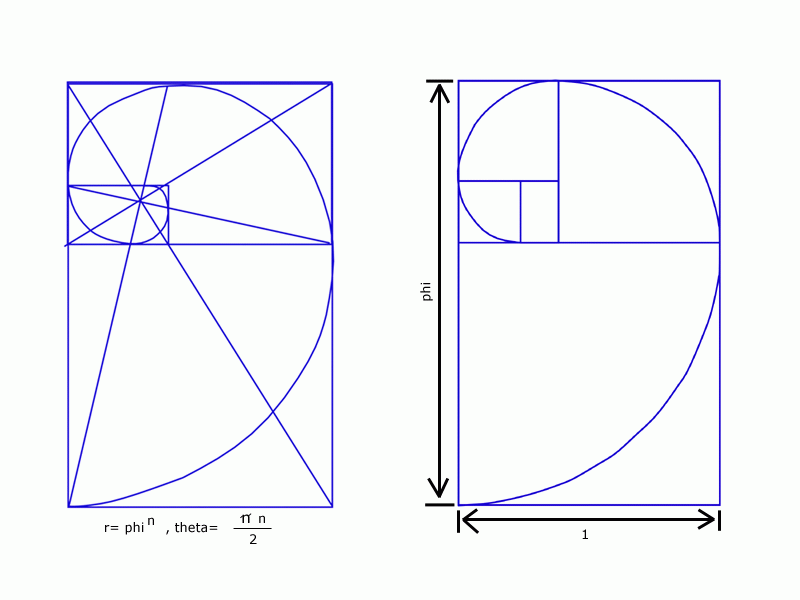 phi
1
r= phi n , theta= π n
2